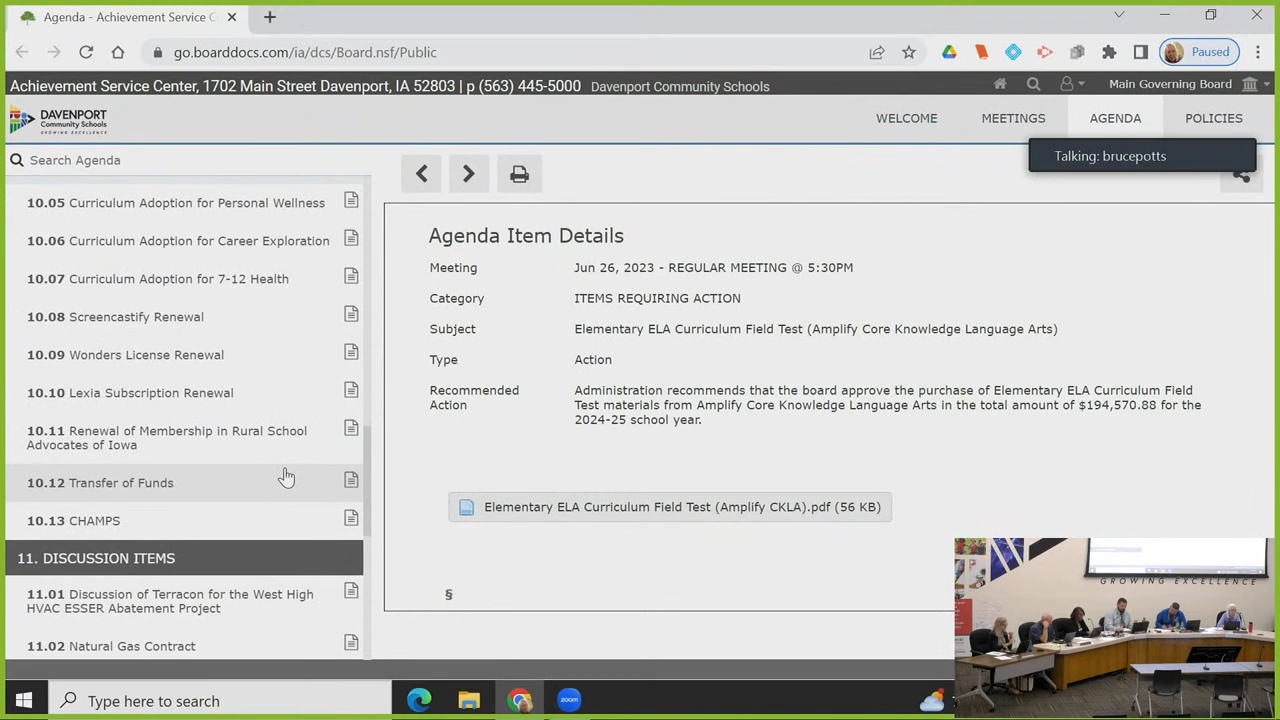 Agenda - Achievement Service C
go.boarddocs.com/ia/dcs/Board.nsf/Public
Paused
Achievement Service Center, 1702 Main Street Davenport, IA 52803 | p (563) 445-5000 Davenport Community Schools
Main Governing Board
DAVENPORT
Community Schools
GROWING EXCELLENCE
WELCOME MEETINGS AGENDA POLICIES
Talking: brucepotts
Search Agenda
10.05 Curriculum Adoption for Personal Wellness
10.06 Curriculum Adoption for Career Exploration
10.07 Curriculum Adoption for 7-12 Health
10.08 Screencastify Renewal
10.09 Wonders License Renewal
10.10 Lexia Subscription Renewal
10.11 Renewal of Membership in Rural School
Advocates of Iowa
10.12 Transfer of Funds
10.13 CHAMPS
11. DISCUSSION ITEMS
11.01 Discussion of Terracon for the West High
HVAC ESSER Abatement Project
11.02 Natural Gas Contract
Agenda Item Details
Meeting Jun 26, 2023 - REGULAR MEETING @ 5:30PM
Category ITEMS REQUIRING ACTION
Subject Elementary ELA Curriculum Field Test (Amplify Core Knowledge Language Arts)
Type Action
Recommended
Action
Administration recommends that the board approve the purchase of Elementary ELA Curriculum Field
Test materials from Amplify Core Knowledge Language Arts in the total amount of $194,570.88 for the
2024-25 school year.
Elementary ELA Curriculum Field Test (Amplify CKLA).pdf (56 KB)
§
GROWING EXCELLENCE
Type here to search
zoom